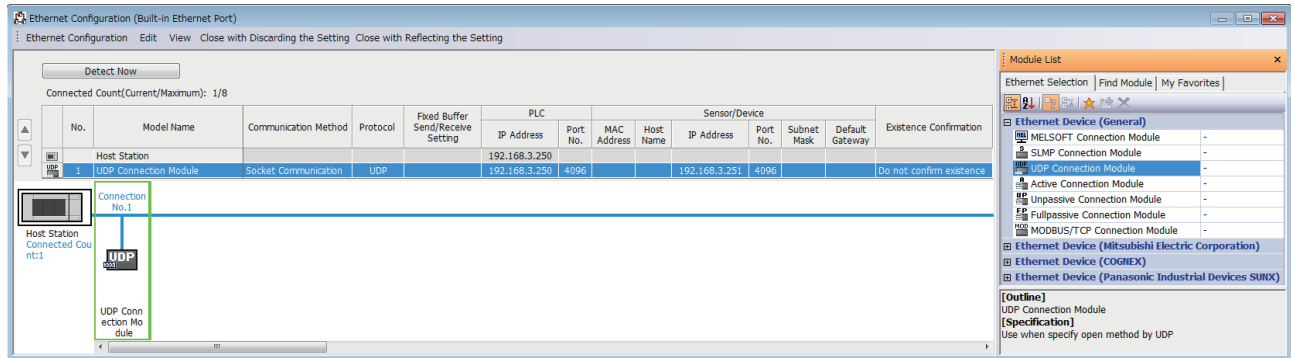 Ethernet Configuration (Built-in Ethernet Port)
Ethernet Configuration Edit View Close with Discarding the Setting Close with Reflecting the Setting
Detect Now
Connected Count(Current/Maximum): 1/8
No. Model Name Communication Method Protocol Fixed Buffer Send/Receive Setting PLC Sensor/Device Existence Confirmation
IP Address Port No. MAC Address Host Name IP Address Port No. Subnet Mask Default Gateway
Host Station 192.168.3.250
UDP 1 UDP Connection Module Socket Communication UDP 192.168.3.250 4096 192.168.3.251 4096 Do not confirm existence
Connection
No.1
Host Station
Connected Cou
nt:1
UDP
UDP Conn
ection Mo
dule
Module List
Ethernet Selection Find Module My Favorites
Ethernet Device (General)
MELSOFT Connection Module -
SLMP Connection Module -
UDP Connection Module -
Active Connection Module -
Unpassive Connection Module -
Fullpassive Connection Module -
MODBUS/TCP Connection Module -
Ethernet Device (Mitsubishi Electric Corporation)
Ethernet Device (COGNEX)
Ethernet Device (Panasonic Industrial Devices SUNX)
[Outline]
UDP Connection Module
[Specification]
Use when specify open method by UDP